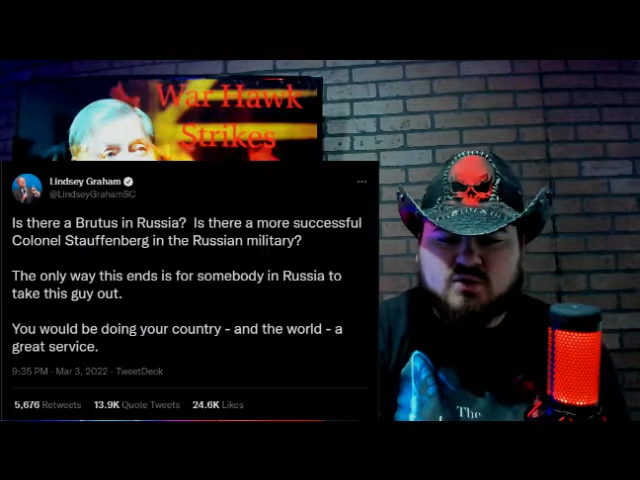 War Hawk
Strikes
Lindsey Graham
@LindseyGrahamSC
Is there a Brutus in Russia? Is there a more successful
Colonel Stauffenberg in the Russian military?
The only way this ends is for somebody in Russia to
take this guy out.
You would be doing your country - and the world - a
great service.
9:35 PM · Mar 3, 2022 · TweetDeck
5,676 Retweets 13.9K Quote Tweets 24.6K Likes
The